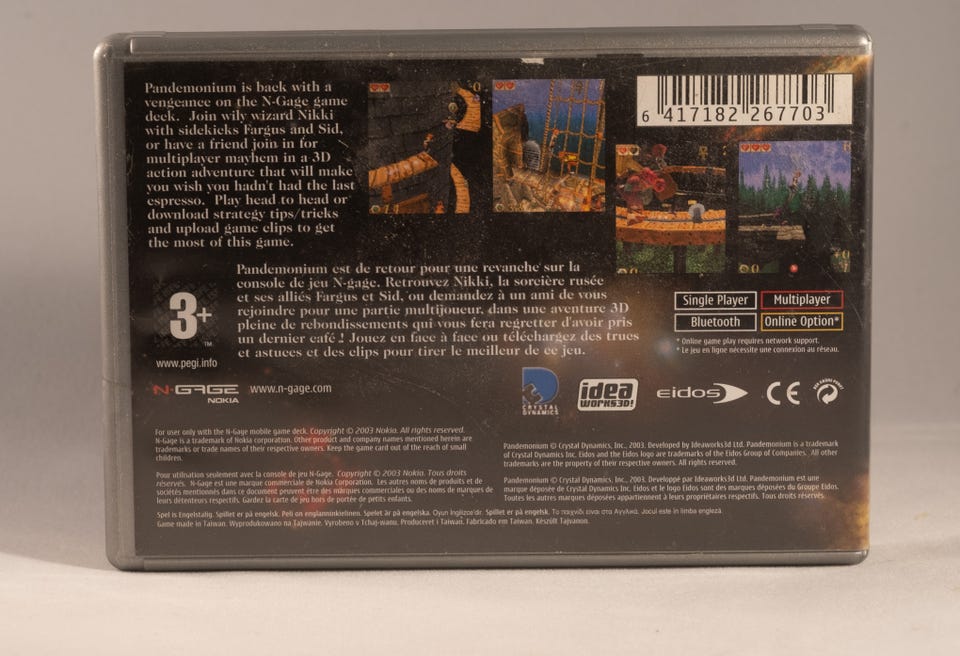 Pandemonium is back with a
vengeance on the N-Gage game
deck. Join wily wizard Nikki
with sidekicks Fargus and Sid,
or have a friend join in for
multiplayer mayhem in a 3D
action adventure that will make
you wish you hadn't had the last
espresso. Play head to head or
download strategy tips/tricks
and upload game clips to get
the most of this game.
6 417182 267703
Pandemonium est de retour pour une revanche sur la
console de jeu N-gage. Retrouvez Nikki, la sorcière rusée
et ses alliés Fargus et Sid, ou demandez à un ami de vous
rejoindre pour une partie multijoueur, dans une aventure 3D
pleine de rebondissements qui vous fera regretter d'avoir pris
un dernier café ! Jouez en face à face ou téléchargez des trues
et astuces et des clips pour tirer le meilleur de ce jeu.
3+
™
www.pegi.info
Single Player
Multiplayer
Bluetooth
Online Option*
* Online game play requires network support.
* Le jeu en ligne nécessite une connexion au réseau.
N-GAGE
NOKIA
www.n-gage.com
CRYSTAL
DYNAMICS
idea
WORKS3D!
eidos
CE
For user only with the N-Gage mobile game deck. Copyright © 2003 Nokia. All rights reserved.
N-Gage is a trademark of Nokia corporation. Other product and company names mentioned herein are
trademarks or trade names of their respective owners. Keep the game card out of the reach of small
children.
Pour utilisation seulement avec la console de jeu N-Gage. Copyright © 2003 Nokia. Tous droits
réservés. N-Gage est une marque commerciale de Nokia Corporation. Les autres noms de produits et de
sociétés mentionnés dans ce document peuvent être des marques commerciales ou des noms de marques de
leurs détenteurs respectifs. Gardez la carte de jeu hors de portée de petits enfants.
Pandemonium © Crystal Dynamics, Inc., 2003. Developed by Ideaworks3d Ltd. Pandemonium is a trademark
of Crystal Dynamics Inc. Eidos and the Eidos logo are trademarks of the Eidos Group of Companies. All other
trademarks are the property of their respective owners. All rights reserved.
Pandemonium © Crystal Dynamics, Inc., 2003. Développé par Ideaworks3d Ltd. Pandemonium est une
marque déposée de Crystal Dynamics Inc. Eidos et le logo Eidos sont des marques déposées du Groupe Eidos.
Toutes les autres marques déposées appartiennent à leurs propriétaires respectifs. Tous droits réservés.
Spel is Engelstalig. Spillet er på engelsk. Peli on englanninkielinen. Spelet är på engelska. Oyun İngilizce'dir. Spillet er på engelsk. Το παιχνίδι είναι στα Αγγλικά. Jocul este în limba engleză.
Game made in Taiwan. Wyprodukowano na Tajwanie. Vyrobeno v Tchaj-wanu. Produceret i Taiwan. Fabricado em Taiwan. Készült Tajvanon.